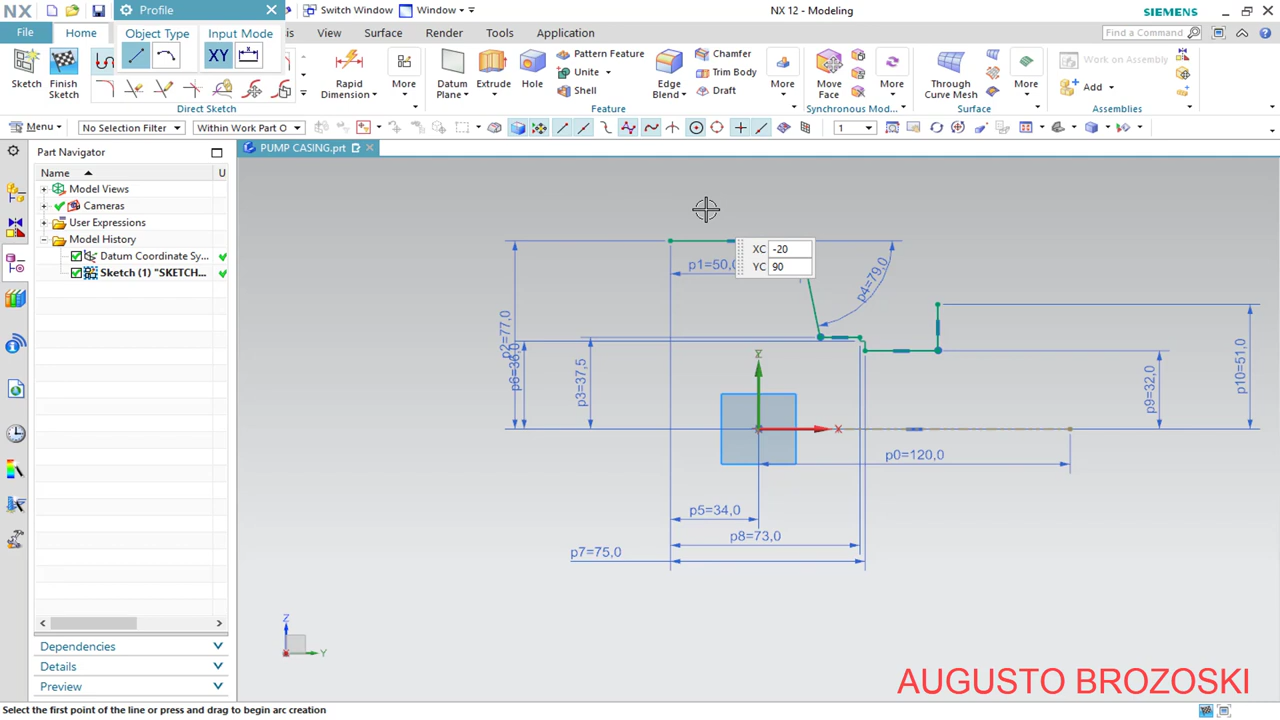 NX
Profile
Switch Window
Window
NX 12 - Modeling
SIEMENS
File
Home
View
Surface
Render
Tools
Application
Find a Command
Object Type
Input Mode
XY
Sketch
Finish Sketch
Direct Sketch
Rapid Dimension
More
Datum Plane
Extrude
Hole
Pattern Feature
Unite
Shell
Edge Blend
Chamfer
Trim Body
Draft
More
Feature
Move Face
More
Synchronous Mod...
Through Curve Mesh
More
Surface
Work on Assembly
Add
Assemblies
Menu
No Selection Filter
Within Work Part O
1
Part Navigator
PUMP CASING.prt
Name
U
Model Views
Cameras
User Expressions
Model History
Datum Coordinate Sy...
Sketch (1) "SKETCH...
Dependencies
Details
Preview
XC -20
YC 90
p1=50,0
p4=79,0
p2=77,0
p3=37,5
p9=32,0
p10=51,0
Z
X
p0=120,0
p5=34,0
p8=73,0
p7=75,0
Z
Y
AUGUSTO BROZOSKI
Select the first point of the line or press and drag to begin arc creation